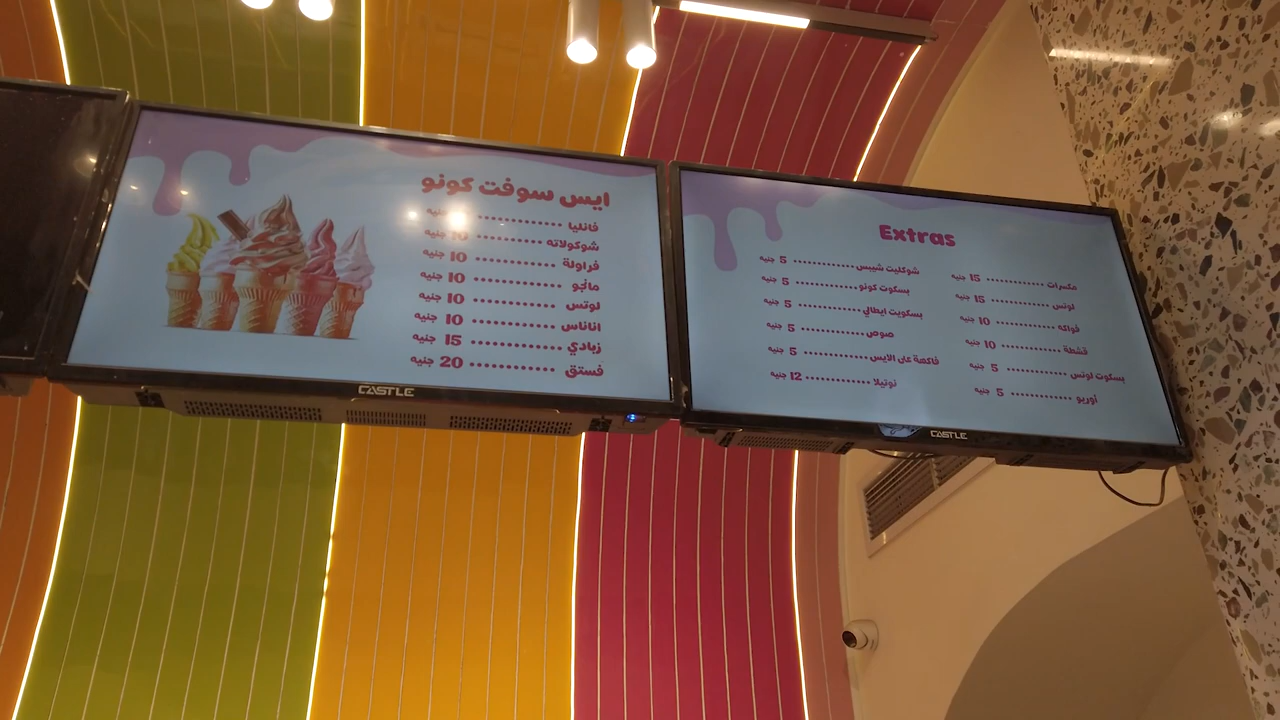 ايس سوفت كونو
فانليا ............. جنيه
شوكولاته ............. 10 جنيه
فراولة ............. 10 جنيه
مانجو ............. 10 جنيه
لوتس ............. 10 جنيه
اناناس ............. 10 جنيه
زبادي ............. 15 جنيه
فستق ............. 20 جنيه
CASTLE
Extras
مكسرات ............. 15 جنيه
لوتس ............. 15 جنيه
فواكه ............. 10 جنيه
قشطة ............. 10 جنيه
بسكوت لوتس ............. 5 جنيه
أوريو ............. 5 جنيه
شوكليت شيبس ............. 5 جنيه
بسكوت كونو ............. 5 جنيه
بسكويت ايطالي ............. 5 جنيه
صوص ............. 5 جنيه
فاكهة على الايس ............. 5 جنيه
نوتيلا ............. 12 جنيه
CASTLE